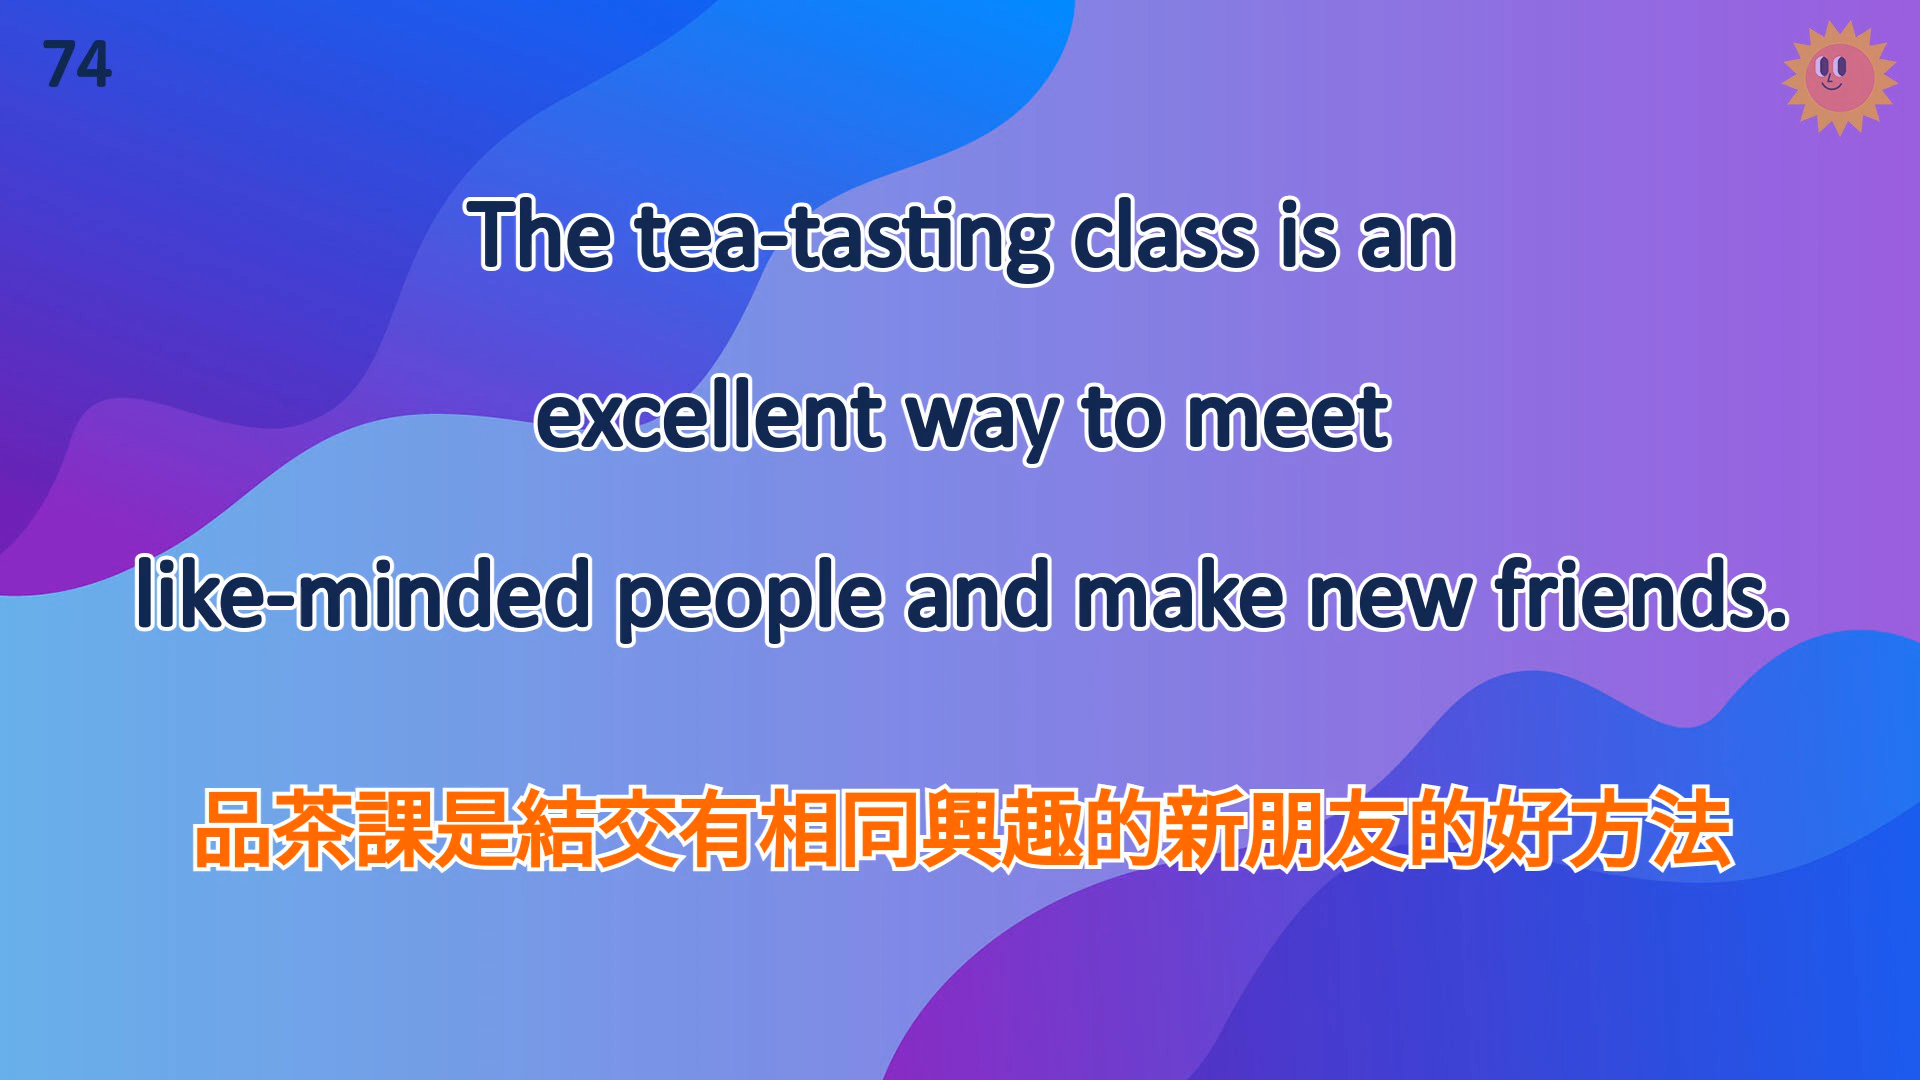 74
The tea-tasting class is an
excellent way to meet
like-minded people and make new friends.
品茶課是結交有相同興趣的新朋友的好方法